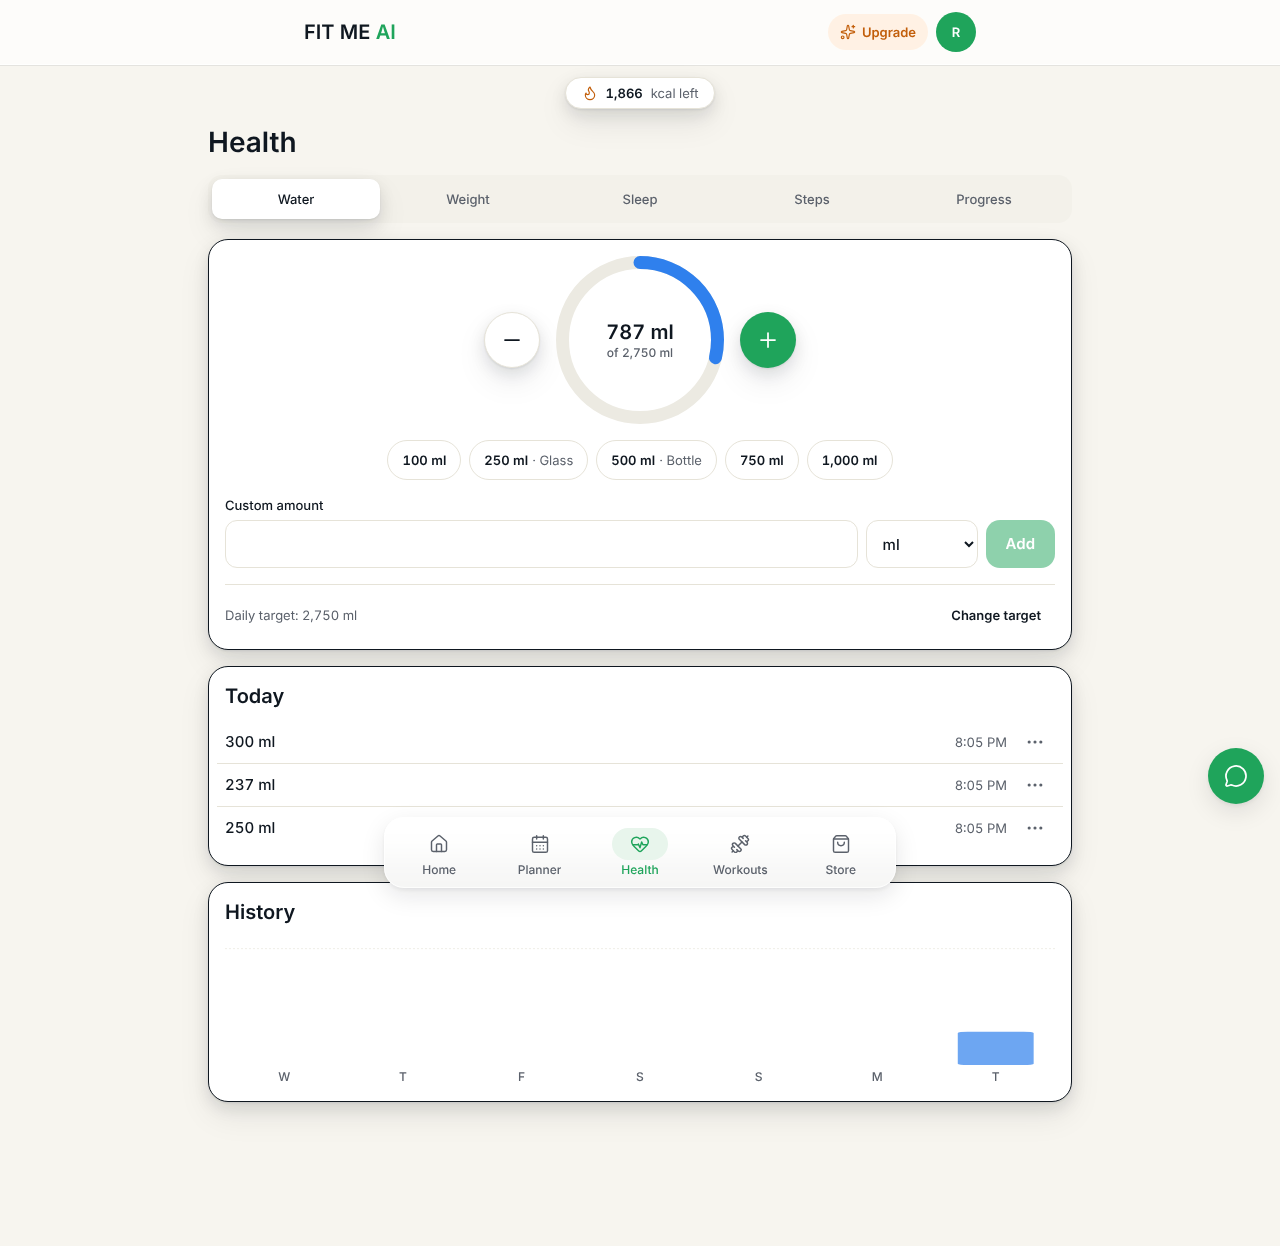 FIT ME AI
Upgrade
R
1,866 kcal left
Health
Water
Weight
Sleep
Steps
Progress
787 ml
of 2,750 ml
100 ml
250 ml · Glass
500 ml · Bottle
750 ml
1,000 ml
Custom amount
ml
Add
Daily target: 2,750 ml
Change target
Today
300 ml 8:05 PM
237 ml 8:05 PM
250 ml 8:05 PM
Home
Planner
Health
Workouts
Store
History
W T F S S M T